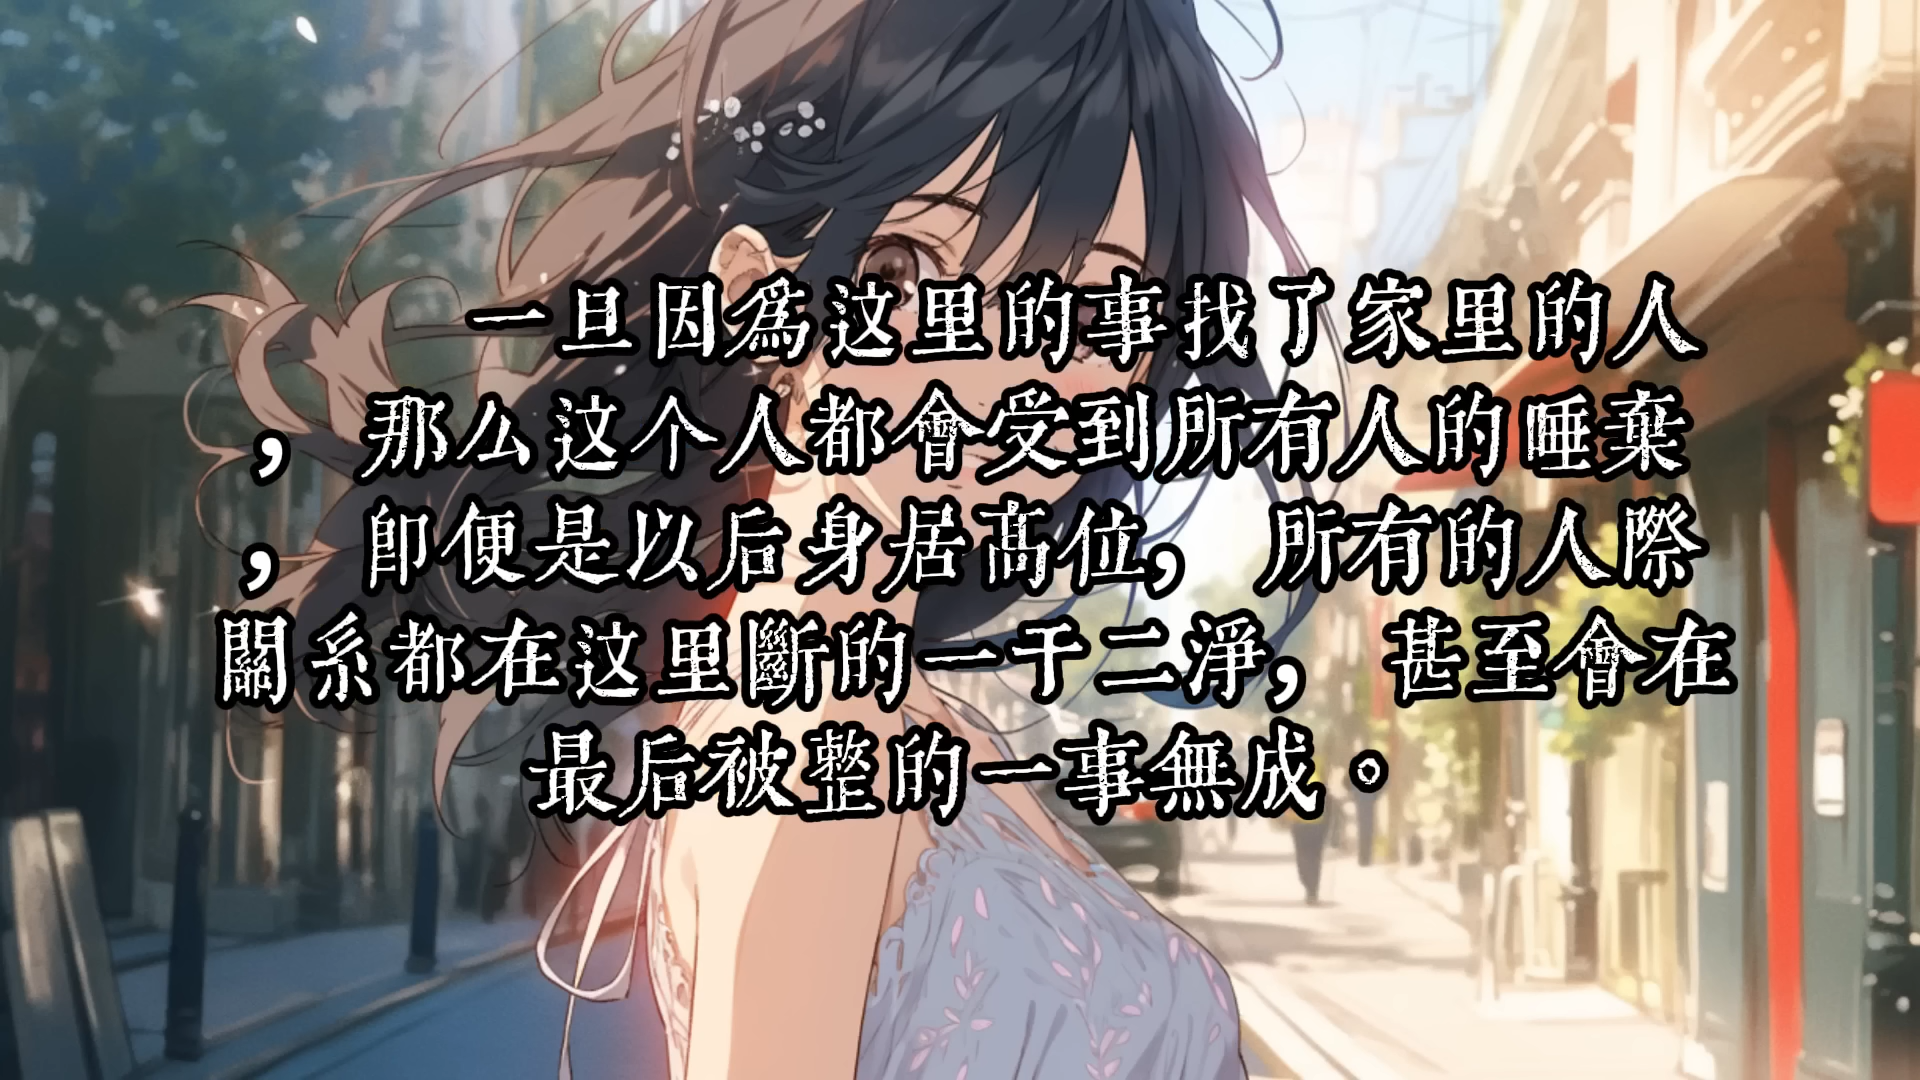 一旦因為这里的事找了家里的人
，那么这个人都會受到所有人的唾棄
，即便是以后身居高位，所有的人際
關系都在这里斷的一干二淨，甚至會在
最后被整的一事無成。